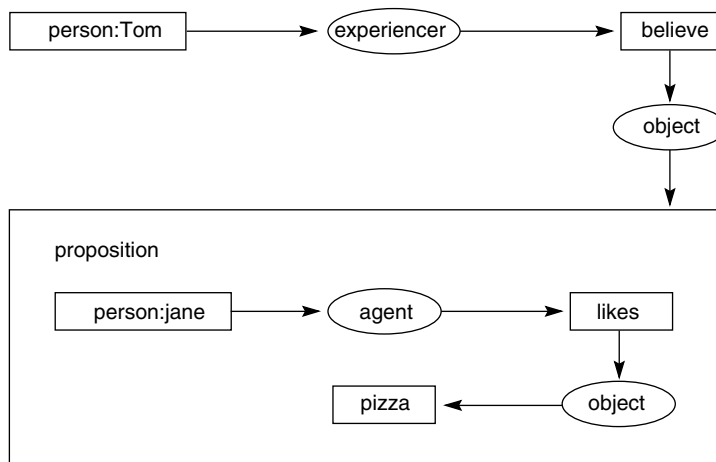 person:Tom experiencer believe
object
proposition
person:jane agent likes
pizza object